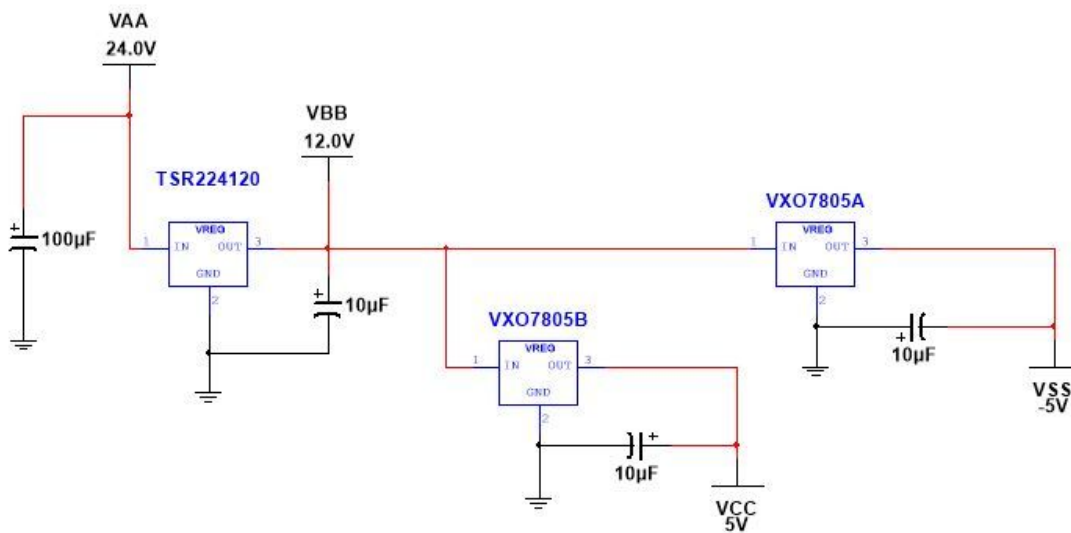 VAA
24.0V
VBB
12.0V
TSR224120
VREG
1 IN OUT 3
GND
2
+
100µF
+
10µF
VXO7805A
VREG
1 IN OUT 3
GND
2
+
10µF
VSS
-5V
VXO7805B
VREG
1 IN OUT 3
GND
2
+
10µF
VCC
5V